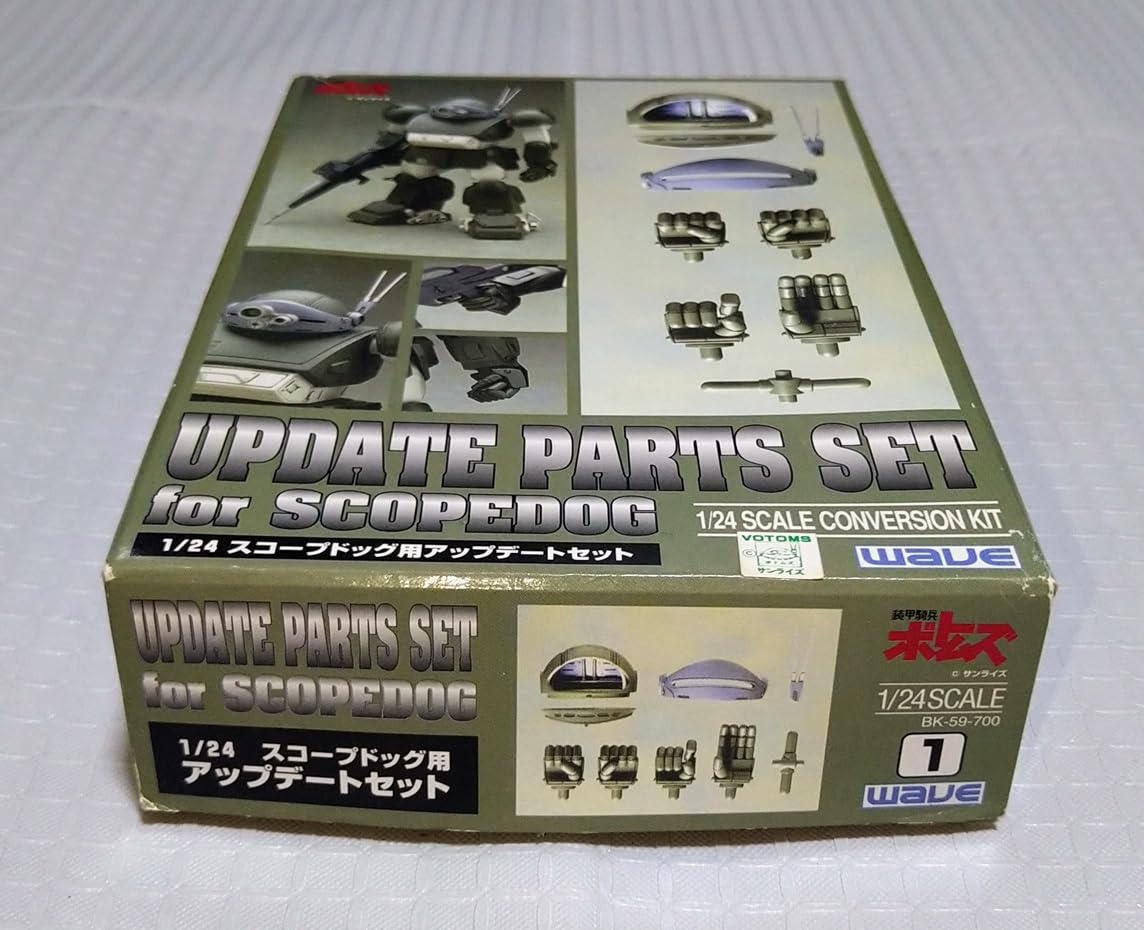 ボトムズ
UPDATE PARTS SET
for SCOPEDOG
1/24 SCALE CONVERSION KIT
1/24 スコープドッグ用アップデートセット
VOTOMS
サンライズ
WAVE
UPDATE PARTS SET
for SCOPEDOG
1/24 スコープドッグ用
アップデートセット
装甲騎兵
ボトムズ
© サンライズ
1/24SCALE
BK-59-700
1
WAVE